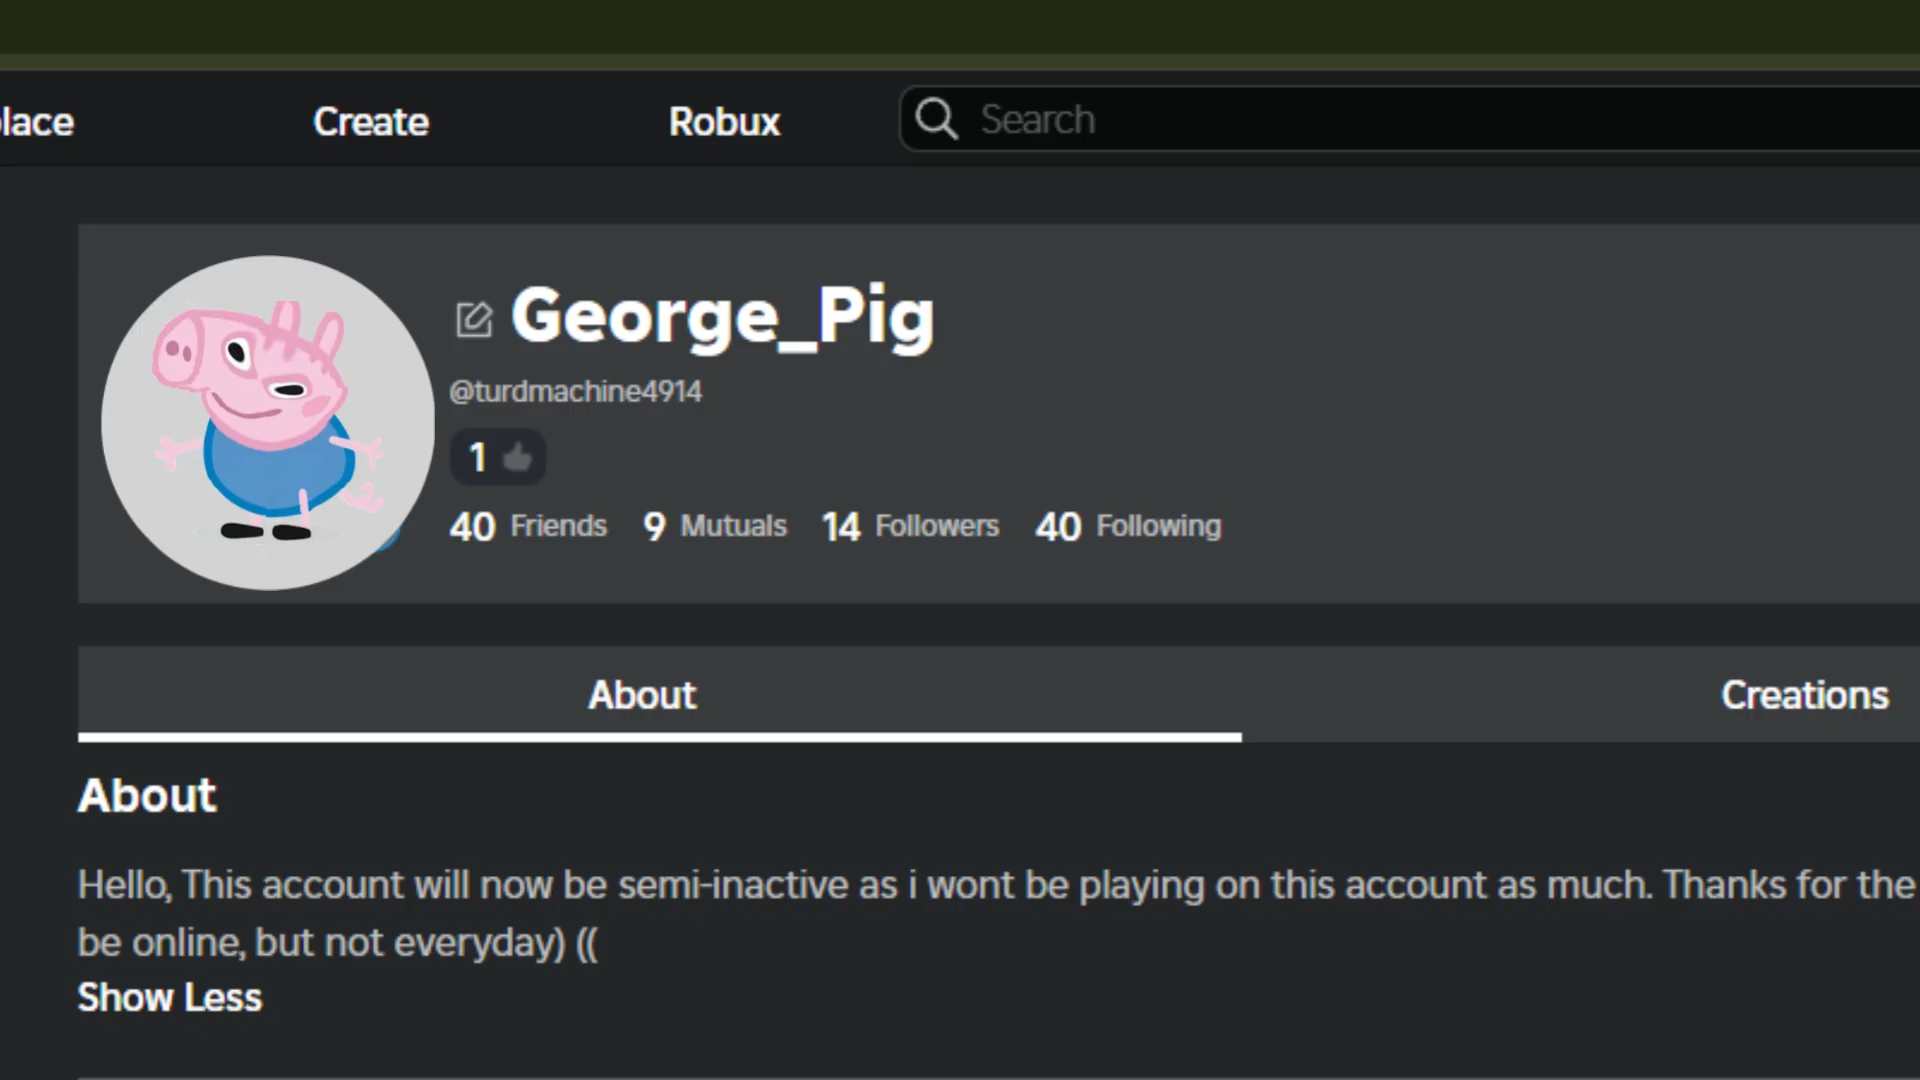 lace Create Robux Search
George_Pig
@turdmachine4914
1
40 Friends 9 Mutuals 14 Followers 40 Following
About Creations
About
Hello, This account will now be semi-inactive as i wont be playing on this account as much. Thanks for the
be online, but not everyday) ((
Show Less